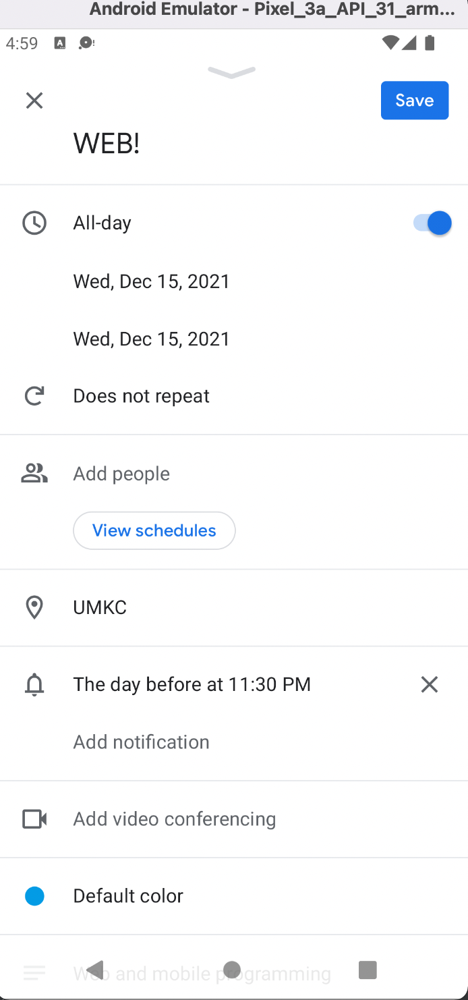 Android Emulator - Pixel_3a_API_31_arm...
4:59
Save
WEB!
All-day
Wed, Dec 15, 2021
Wed, Dec 15, 2021
Does not repeat
Add people
View schedules
UMKC
The day before at 11:30 PM
Add notification
Add video conferencing
Default color
Web and mobile programming